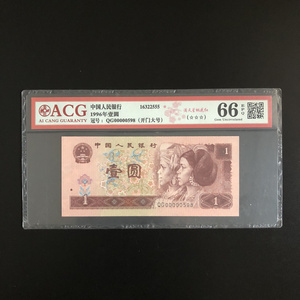 ACG
AI CANG GUARANTY
中国人民银行 16322555
1996年壹圆
冠号：QG00000598 (开门大号)
66
中国人民银行
1
壹圆
1
QG00000598